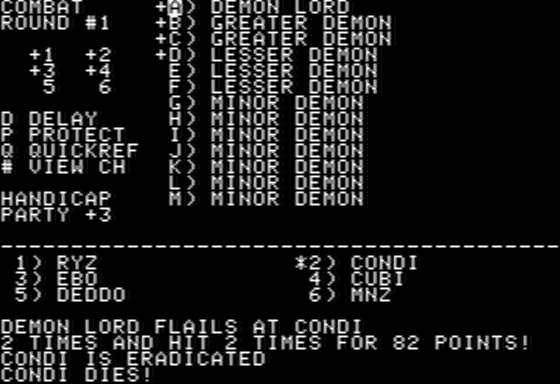 COMBAT +A) DEMON LORD
ROUND #1 +B) GREATER DEMON
+C) GREATER DEMON
+1 +2 +D) LESSER DEMON
+3 +4 E) LESSER DEMON
5 6 F) LESSER DEMON
G) MINOR DEMON
D DELAY H) MINOR DEMON
P PROTECT I) MINOR DEMON
Q QUICKREF J) MINOR DEMON
# VIEW CH K) MINOR DEMON
L) MINOR DEMON
HANDICAP M) MINOR DEMON
PARTY +3
----------------------------------------
1) RYZ *2) CONDI
3) EBO 4) CUBI
5) DEDDO 6) MNZ
DEMON LORD FLAILS AT CONDI
2 TIMES AND HIT 2 TIMES FOR 82 POINTS!
CONDI IS ERADICATED
CONDI DIES!